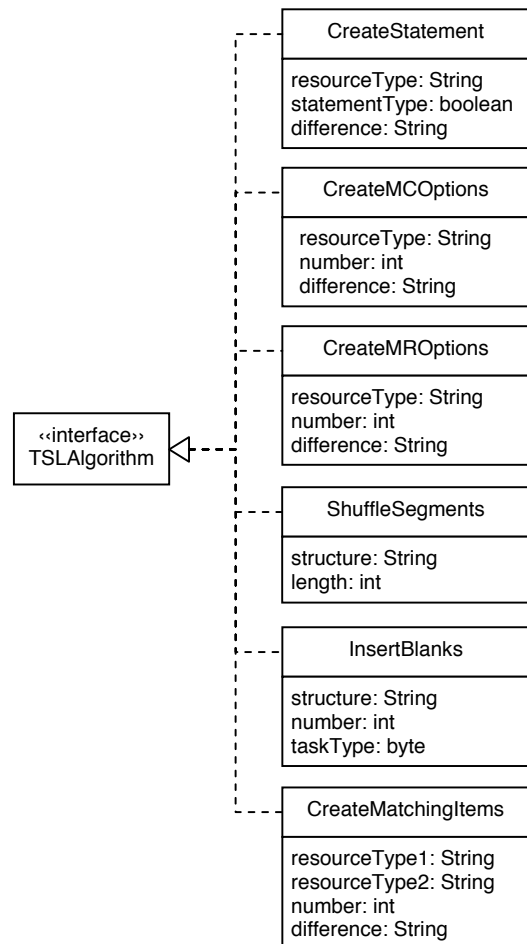 CreateStatement
resourceType: String
statementType: boolean
difference: String
CreateMCOptions
resourceType: String
number: int
difference: String
CreateMROptions
resourceType: String
number: int
difference: String
‹‹interface››
TSLAlgorithm
ShuffleSegments
structure: String
length: int
InsertBlanks
structure: String
number: int
taskType: byte
CreateMatchingItems
resourceType1: String
resourceType2: String
number: int
difference: String